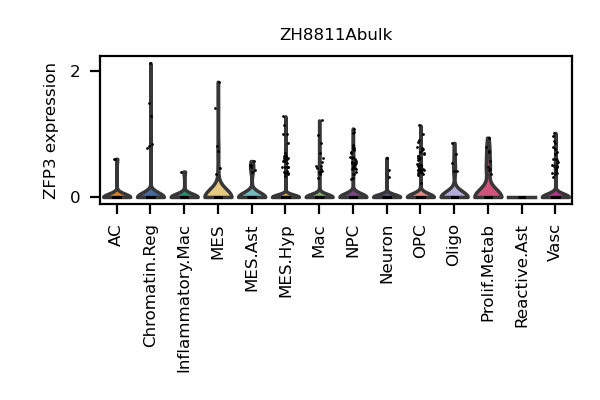 ZH8811Abulk
ZFP3 expression
2
0
AC
Chromatin.Reg
Inflammatory.Mac
MES
MES.Ast
MES.Hyp
Mac
NPC
Neuron
OPC
Oligo
Prolif.Metab
Reactive.Ast
Vasc